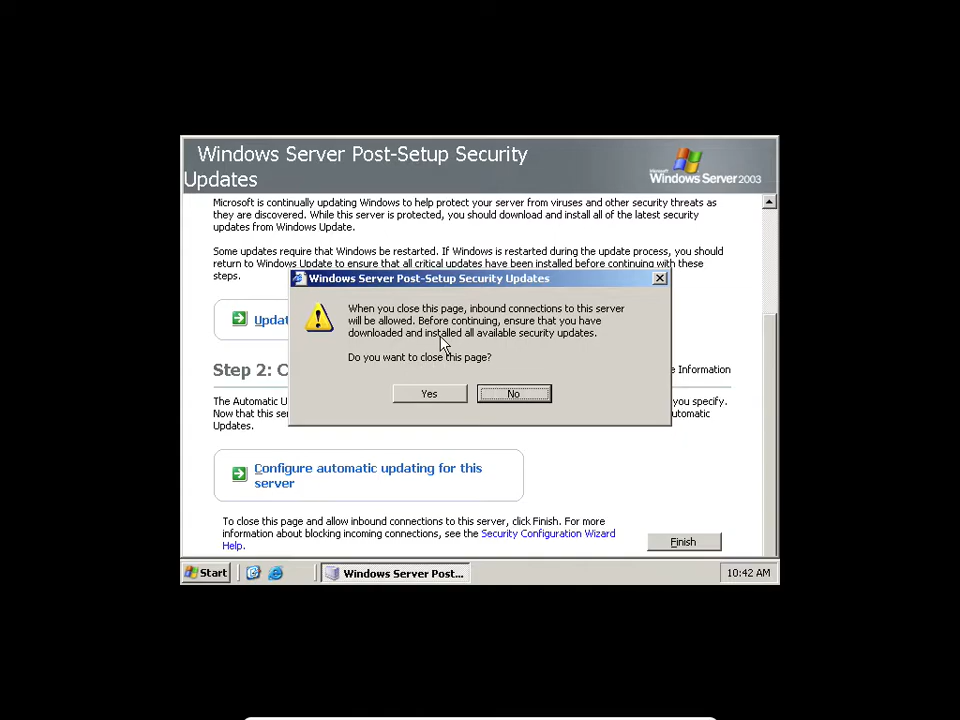 Windows Server Post-Setup Security
Updates
Microsoft
Windows Server 2003
Microsoft is continually updating Windows to help protect your server from viruses and other security threats as
they are discovered. While this server is protected, you should download and install all of the latest security
updates from Windows Update.
Some updates require that Windows be restarted. If Windows is restarted during the update process, you should
return to Windows Update to ensure that all critical updates have been installed before continuing with these
steps.
Windows Server Post-Setup Security Updates
When you close this page, inbound connections to this server
will be allowed. Before continuing, ensure that you have
downloaded and installed all available security updates.
Do you want to close this page?
Yes
No
Updat
Step 2: C
e Information
The Automatic U
you specify.
Now that this se
utomatic
Updates.
Configure automatic updating for this
server
To close this page and allow inbound connections to this server, click Finish. For more
information about blocking incoming connections, see the Security Configuration Wizard
Help.
Finish
Start
Windows Server Post...
10:42 AM